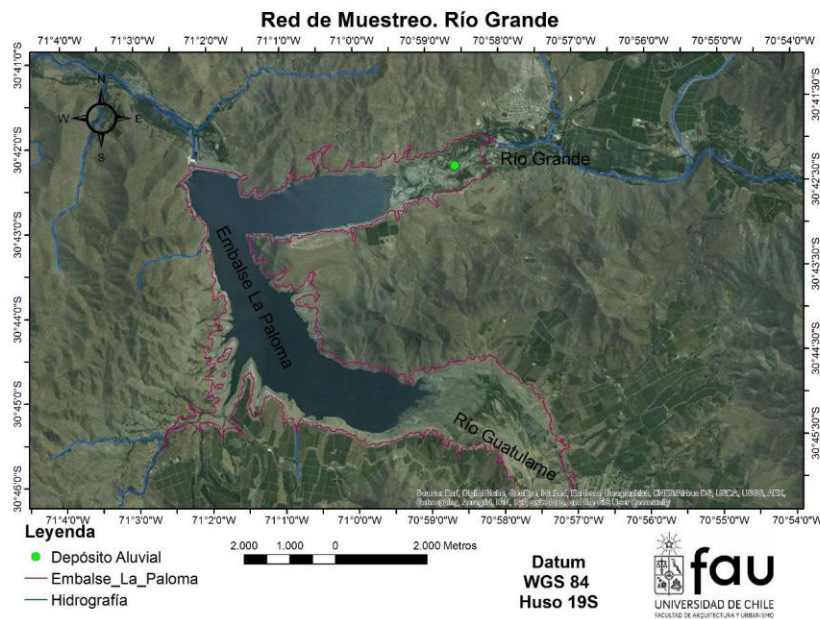 Red de Muestreo. Río Grande
71°4'0"W 71°3'0"W 71°2'0"W 71°1'0"W 71°0'0"W 70°59'0"W 70°58'0"W 70°57'0"W 70°56'0"W 70°55'0"W 70°54'0"W
30°41'0"S
30°42'0"S
30°43'0"S
30°44'0"S
30°45'0"S
30°46'0"S
N
W E
S
Río Grande
Embalse La Paloma
Río Guatulame
30°41'30"S
30°42'30"S
30°43'30"S
30°44'30"S
30°45'30"S
71°4'0"W 71°3'0"W 71°2'0"W 71°1'0"W 71°0'0"W 70°59'0"W 70°58'0"W 70°57'0"W 70°56'0"W 70°55'0"W 70°54'0"W
Leyenda
Depósito Aluvial
Embalse_La_Paloma
Hidrografía
2.000 1.000 0 2.000 Metros
Datum
WGS 84
Huso 19S
fau
UNIVERSIDAD DE CHILE
FACULTAD DE ARQUITECTURA Y URBANISMO